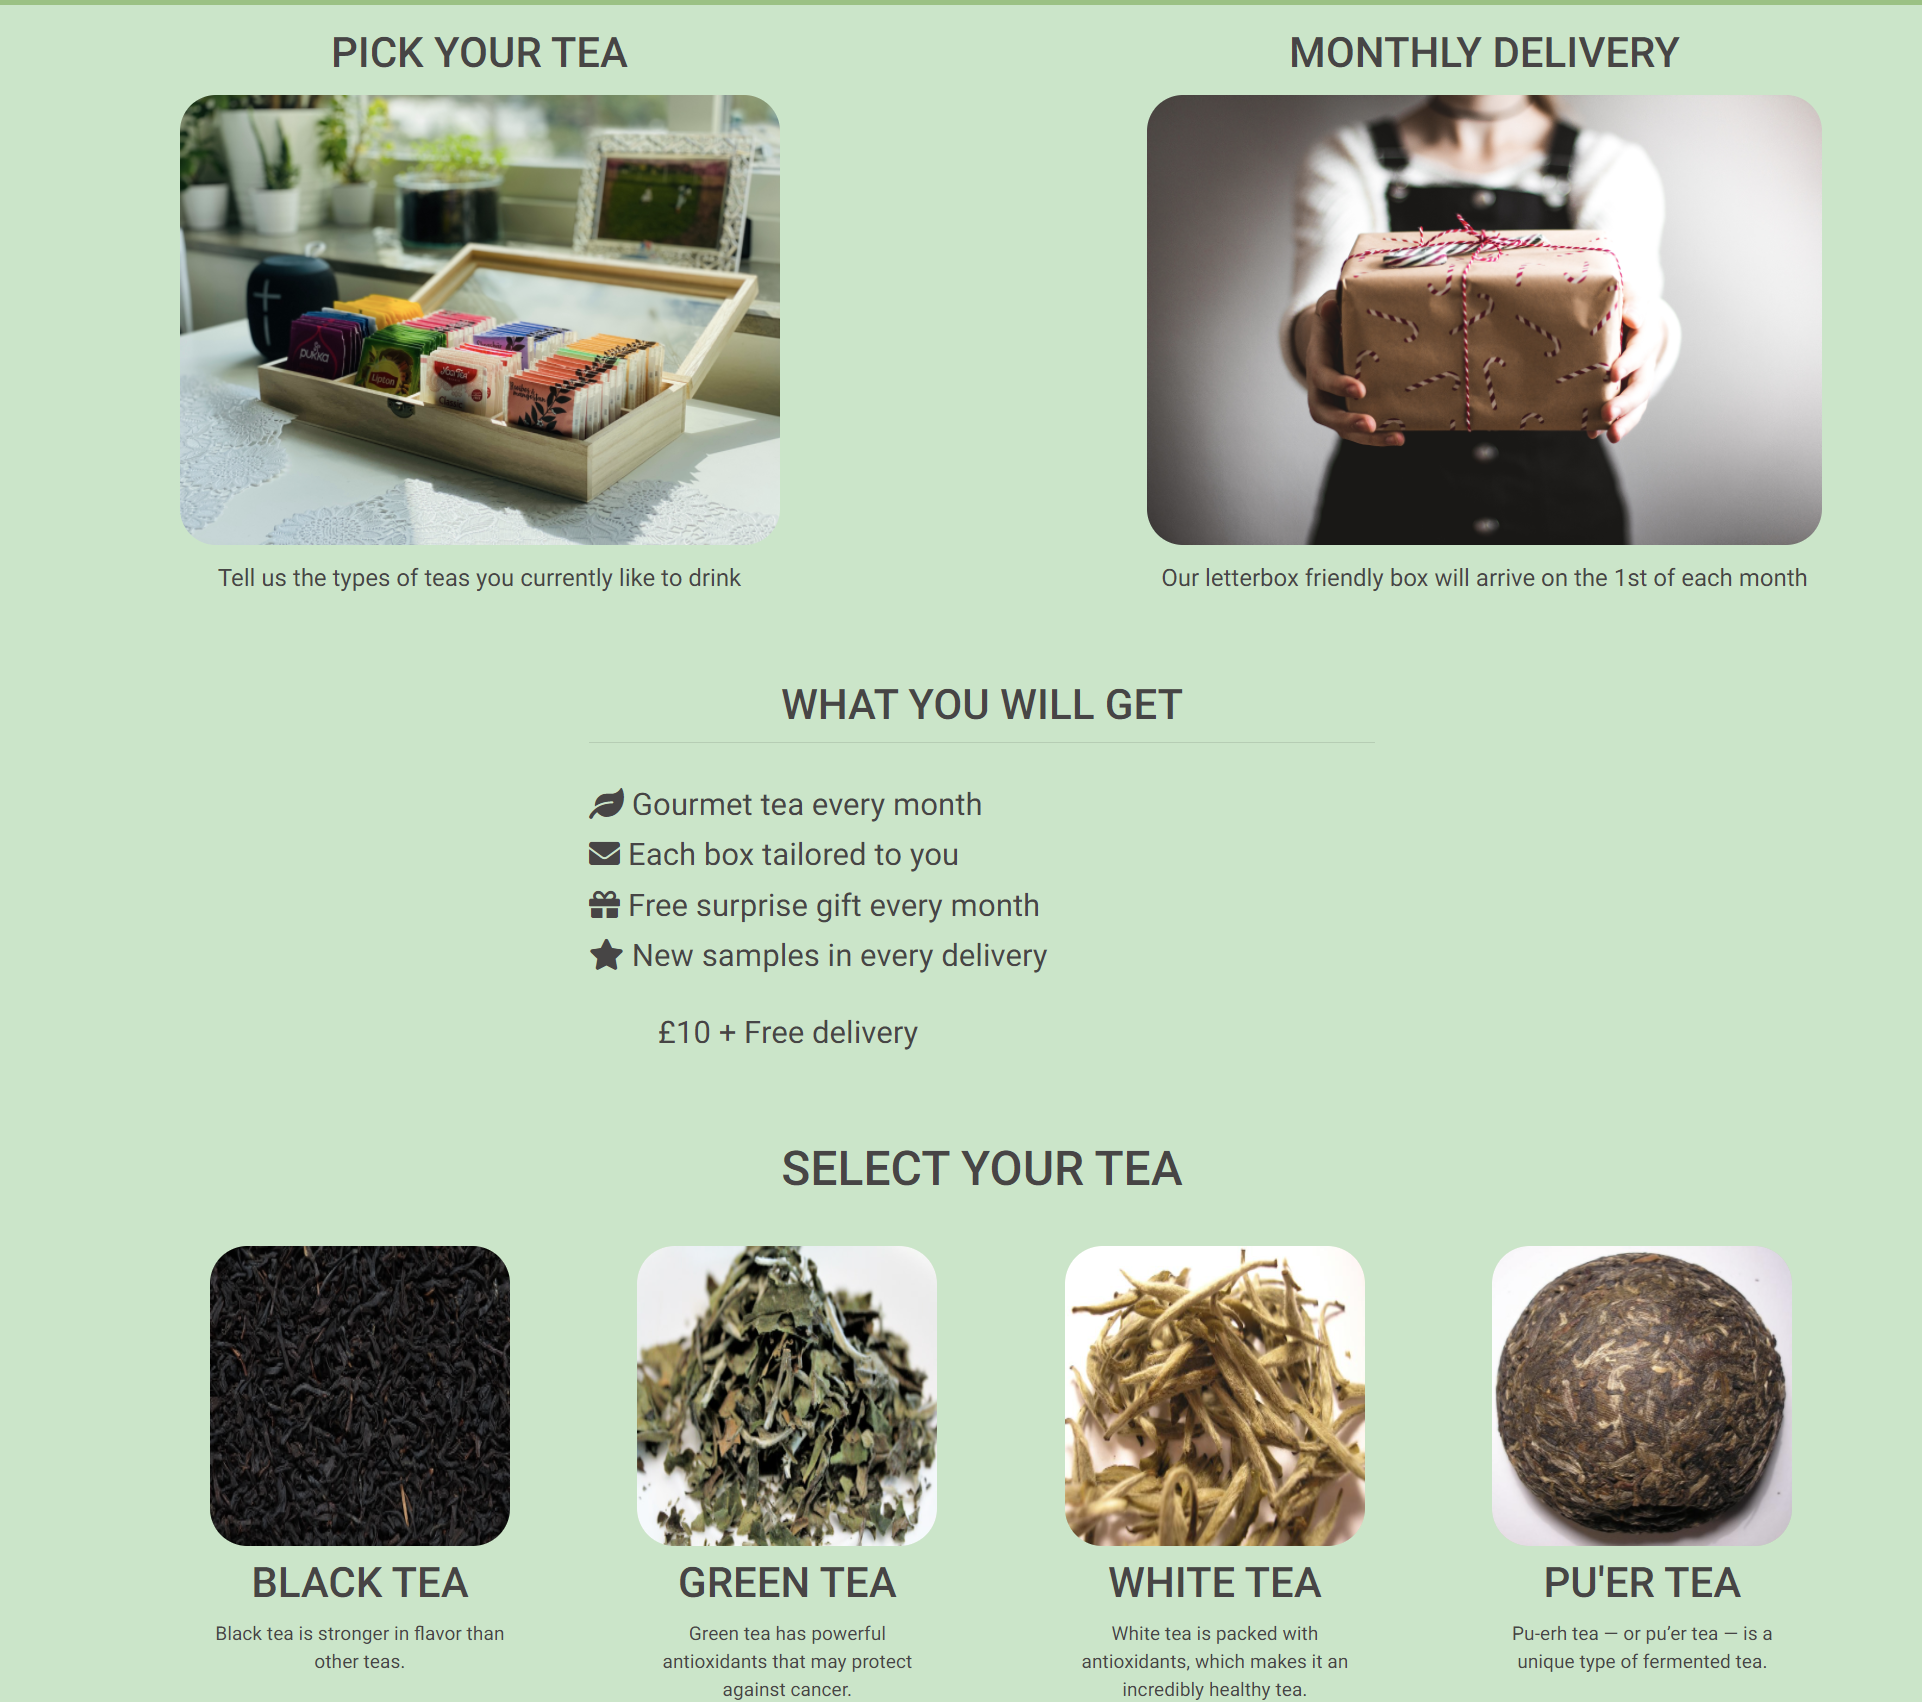 PICK YOUR TEA
MONTHLY DELIVERY
pukka
Lipton
YOGI TEA
Classic
Tell us the types of teas you currently like to drink
Our letterbox friendly box will arrive on the 1st of each month
WHAT YOU WILL GET
Gourmet tea every month
Each box tailored to you
Free surprise gift every month
New samples in every delivery
£10 + Free delivery
SELECT YOUR TEA
BLACK TEA
Black tea is stronger in flavor than
other teas.
GREEN TEA
Green tea has powerful
antioxidants that may protect
against cancer.
WHITE TEA
White tea is packed with
antioxidants, which makes it an
incredibly healthy tea.
PU'ER TEA
Pu-erh tea — or pu’er tea — is a
unique type of fermented tea.